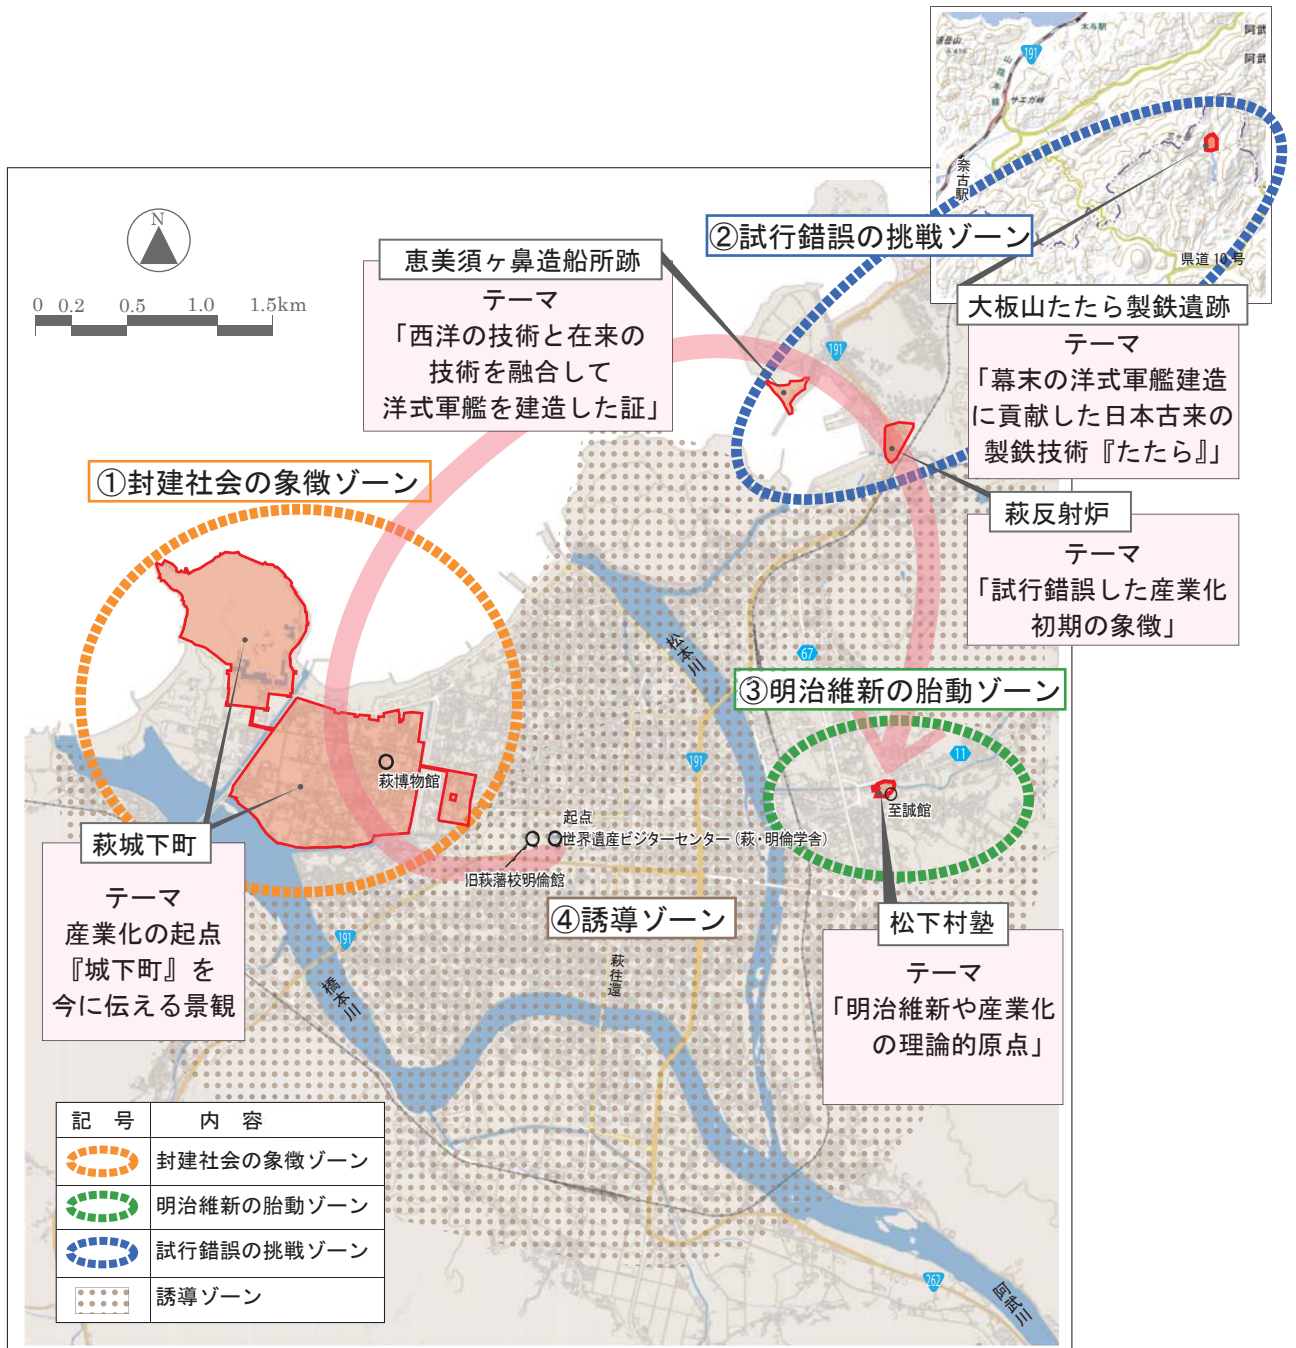 木与駅
191
阿武
阿武
山陰本線
サエガ峠
奈古駅
県道10号
N
0 0.2 0.5 1.0 1.5km
②試行錯誤の挑戦ゾーン
恵美須ヶ鼻造船所跡
テーマ
「西洋の技術と在来の
技術を融合して
洋式軍艦を建造した証」
大板山たたら製鉄遺跡
テーマ
「幕末の洋式軍艦建造
に貢献した日本古来の
製鉄技術『たたら』」
191
①封建社会の象徴ゾーン
萩反射炉
テーマ
「試行錯誤した産業化
初期の象徴」
松本川
67
③明治維新の胎動ゾーン
191
11
萩博物館
至誠館
起点
世界遺産ビジターセンター(萩・明倫学舎)
旧萩藩校明倫館
萩城下町
テーマ
産業化の起点
『城下町』を
今に伝える景観
④誘導ゾーン
松下村塾
テーマ
「明治維新や産業化
の理論的原点」
191
橋本川
萩往還
262
阿武川
記 号 内 容
封建社会の象徴ゾーン
明治維新の胎動ゾーン
試行錯誤の挑戦ゾーン
誘導ゾーン